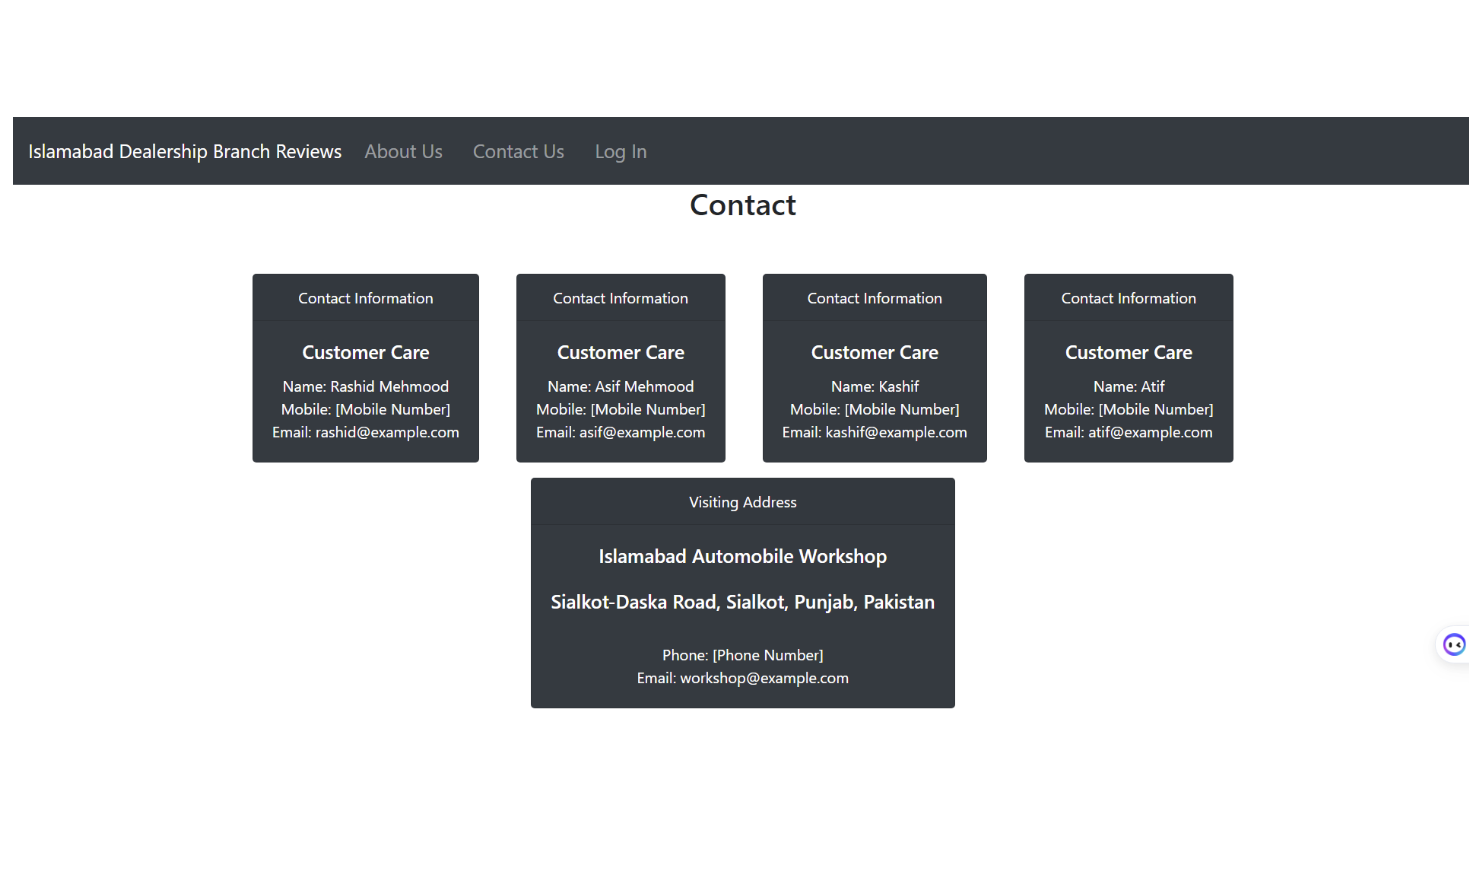 Islamabad Dealership Branch Reviews About Us Contact Us Log In
Contact
Contact Information
Customer Care
Name: Rashid Mehmood
Mobile: [Mobile Number]
Email: rashid@example.com
Contact Information
Customer Care
Name: Asif Mehmood
Mobile: [Mobile Number]
Email: asif@example.com
Contact Information
Customer Care
Name: Kashif
Mobile: [Mobile Number]
Email: kashif@example.com
Contact Information
Customer Care
Name: Atif
Mobile: [Mobile Number]
Email: atif@example.com
Visiting Address
Islamabad Automobile Workshop
Sialkot-Daska Road, Sialkot, Punjab, Pakistan
Phone: [Phone Number]
Email: workshop@example.com